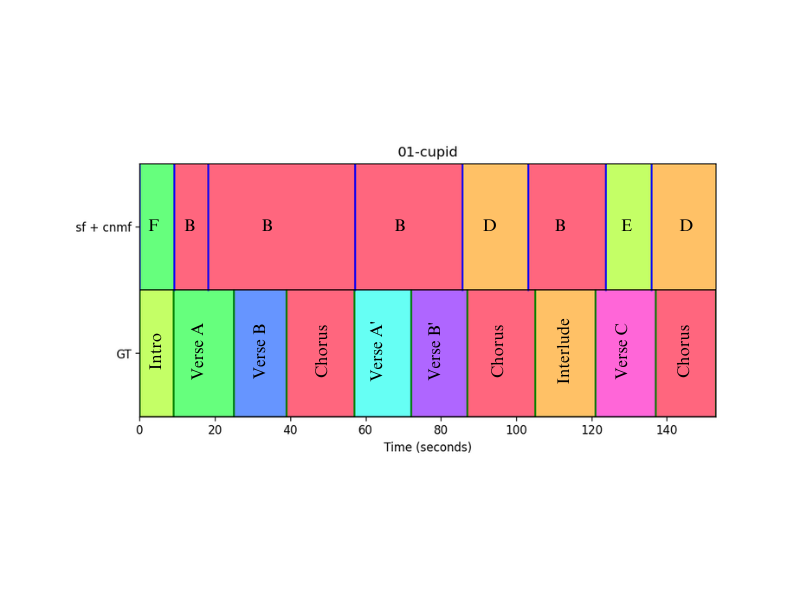 01-cupid
sf + cnmf
F B B B D B E D
GT
Intro Verse A Verse B Chorus Verse A' Verse B' Chorus Interlude Verse C Chorus
0 20 40 60 80 100 120 140
Time (seconds)